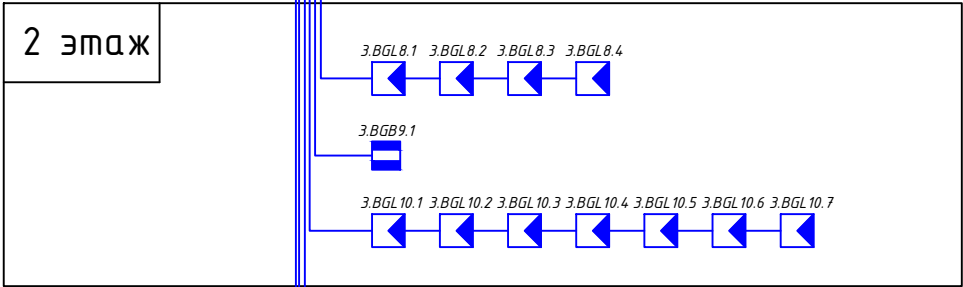 2 этаж
3.BGL8.1 3.BGL8.2 3.BGL8.3 3.BGL8.4
3.BGB9.1
3.BGL10.1 3.BGL10.2 3.BGL10.3 3.BGL10.4 3.BGL10.5 3.BGL10.6 3.BGL10.7